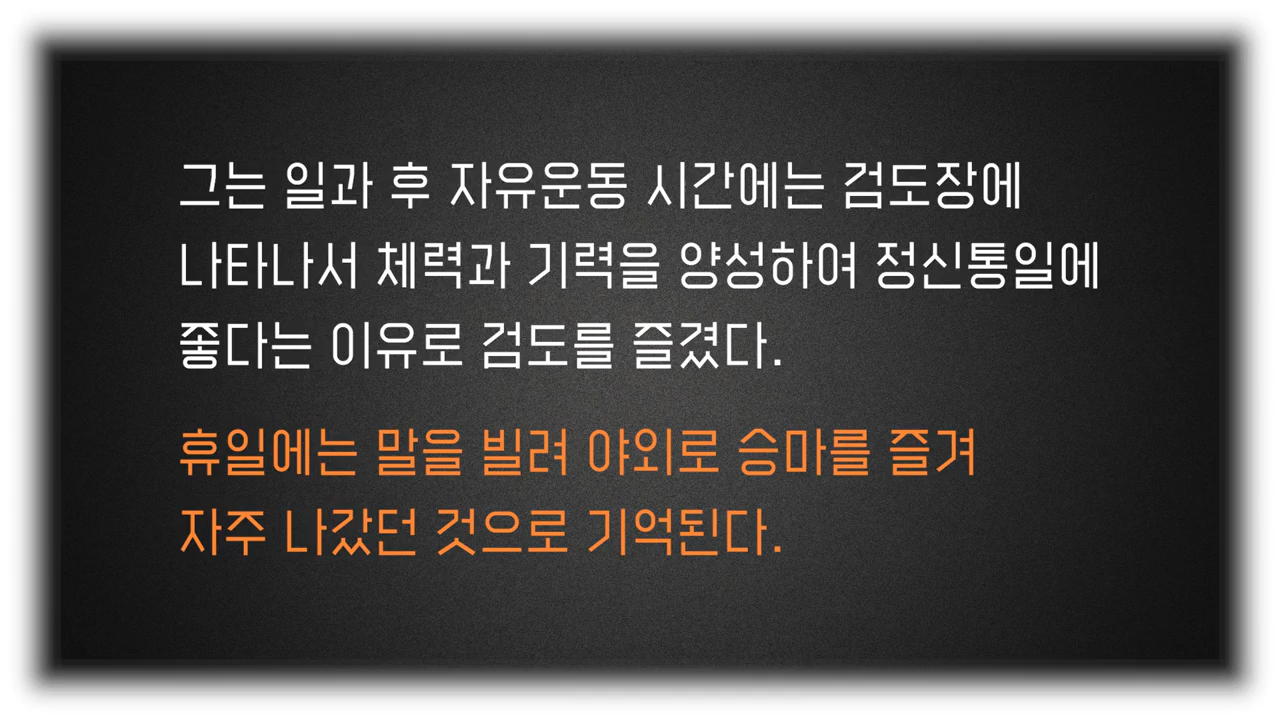 그는 일과 후 자유운동 시간에는 검도장에
나타나서 체력과 기력을 양성하여 정신통일에
좋다는 이유로 검도를 즐겼다.
휴일에는 말을 빌려 야외로 승마를 즐겨
자주 나갔던 것으로 기억된다.